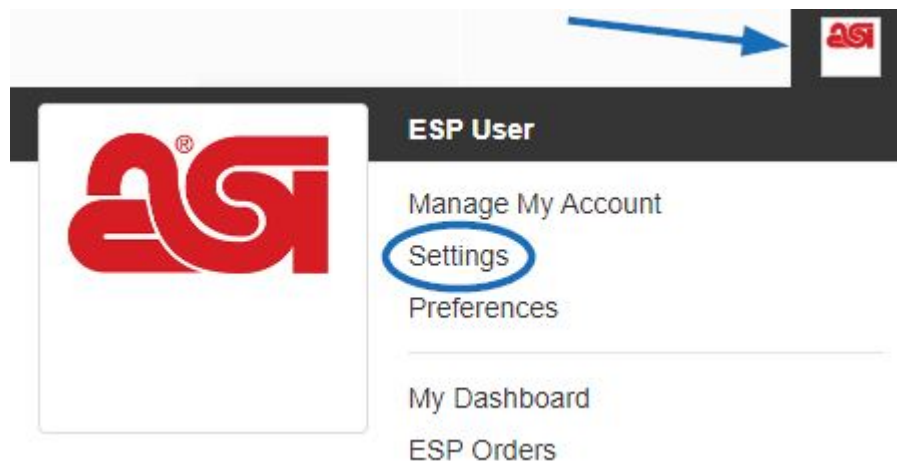 asi
ESP User
®
asi
Manage My Account
Settings
Preferences
My Dashboard
ESP Orders